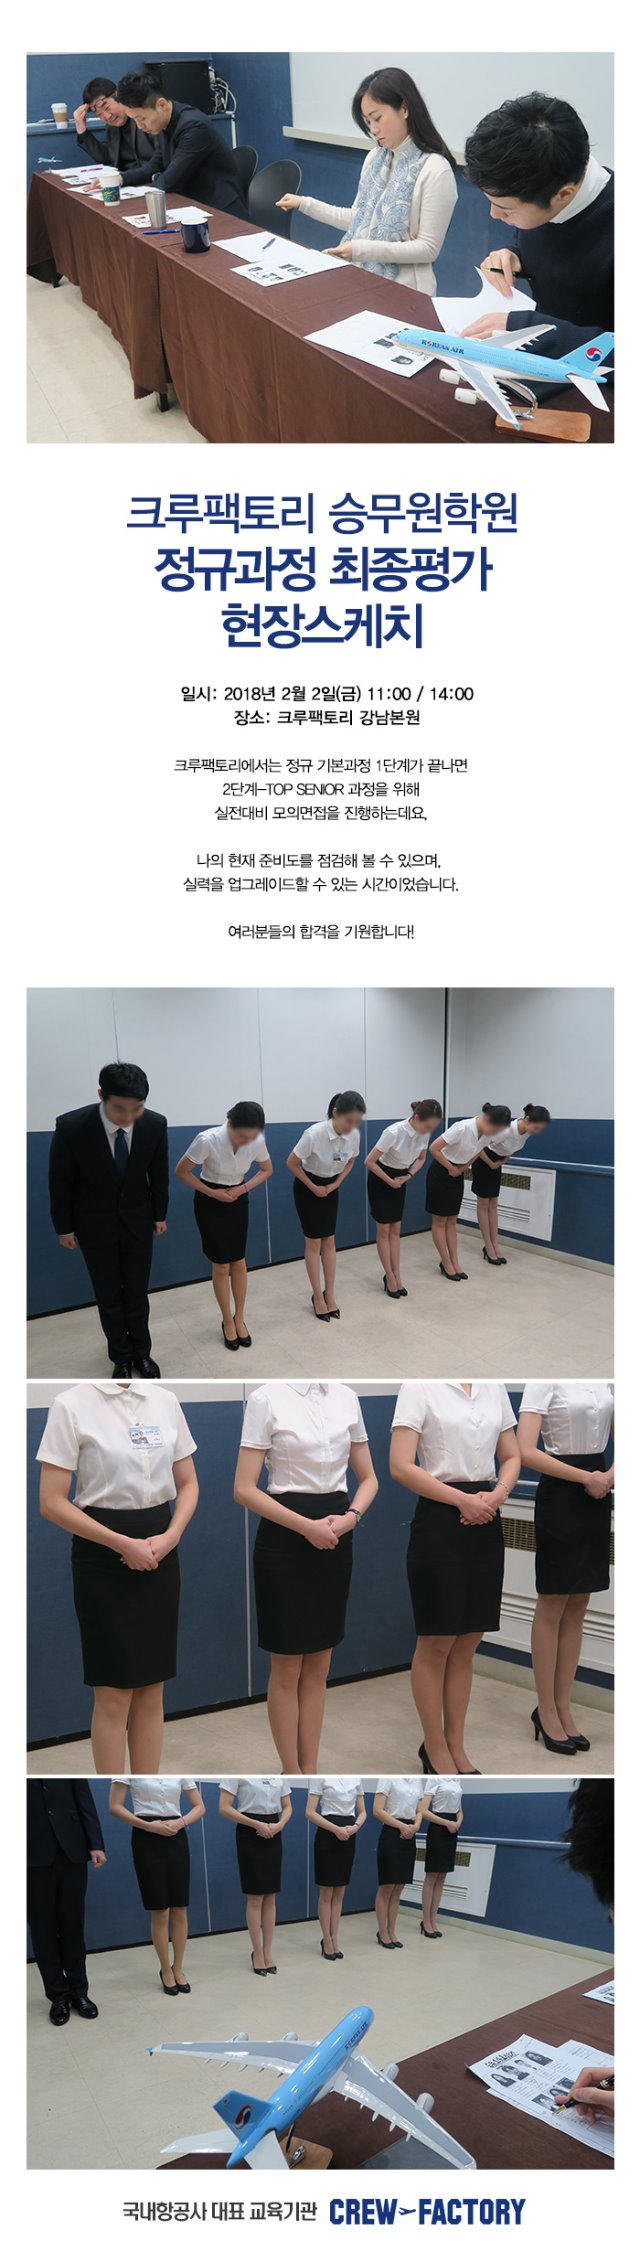 KOREAN AIR
크루팩토리 승무원학원
정규과정 최종평가
현장스케치
일시: 2018년 2월 2일(금) 11:00 / 14:00
장소: 크루팩토리 강남본원
크루팩토리에서는 정규 기본과정 1단계가 끝나면
2단계-TOP SENIOR 과정을 위해
실전대비 모의면접을 진행하는데요,
나의 현재 준비도를 점검해 볼 수 있으며,
실력을 업그레이드할 수 있는 시간이었습니다.
여러분들의 합격을 기원합니다!
KOREAN AIR
국내항공사 대표 교육기관 CREW FACTORY